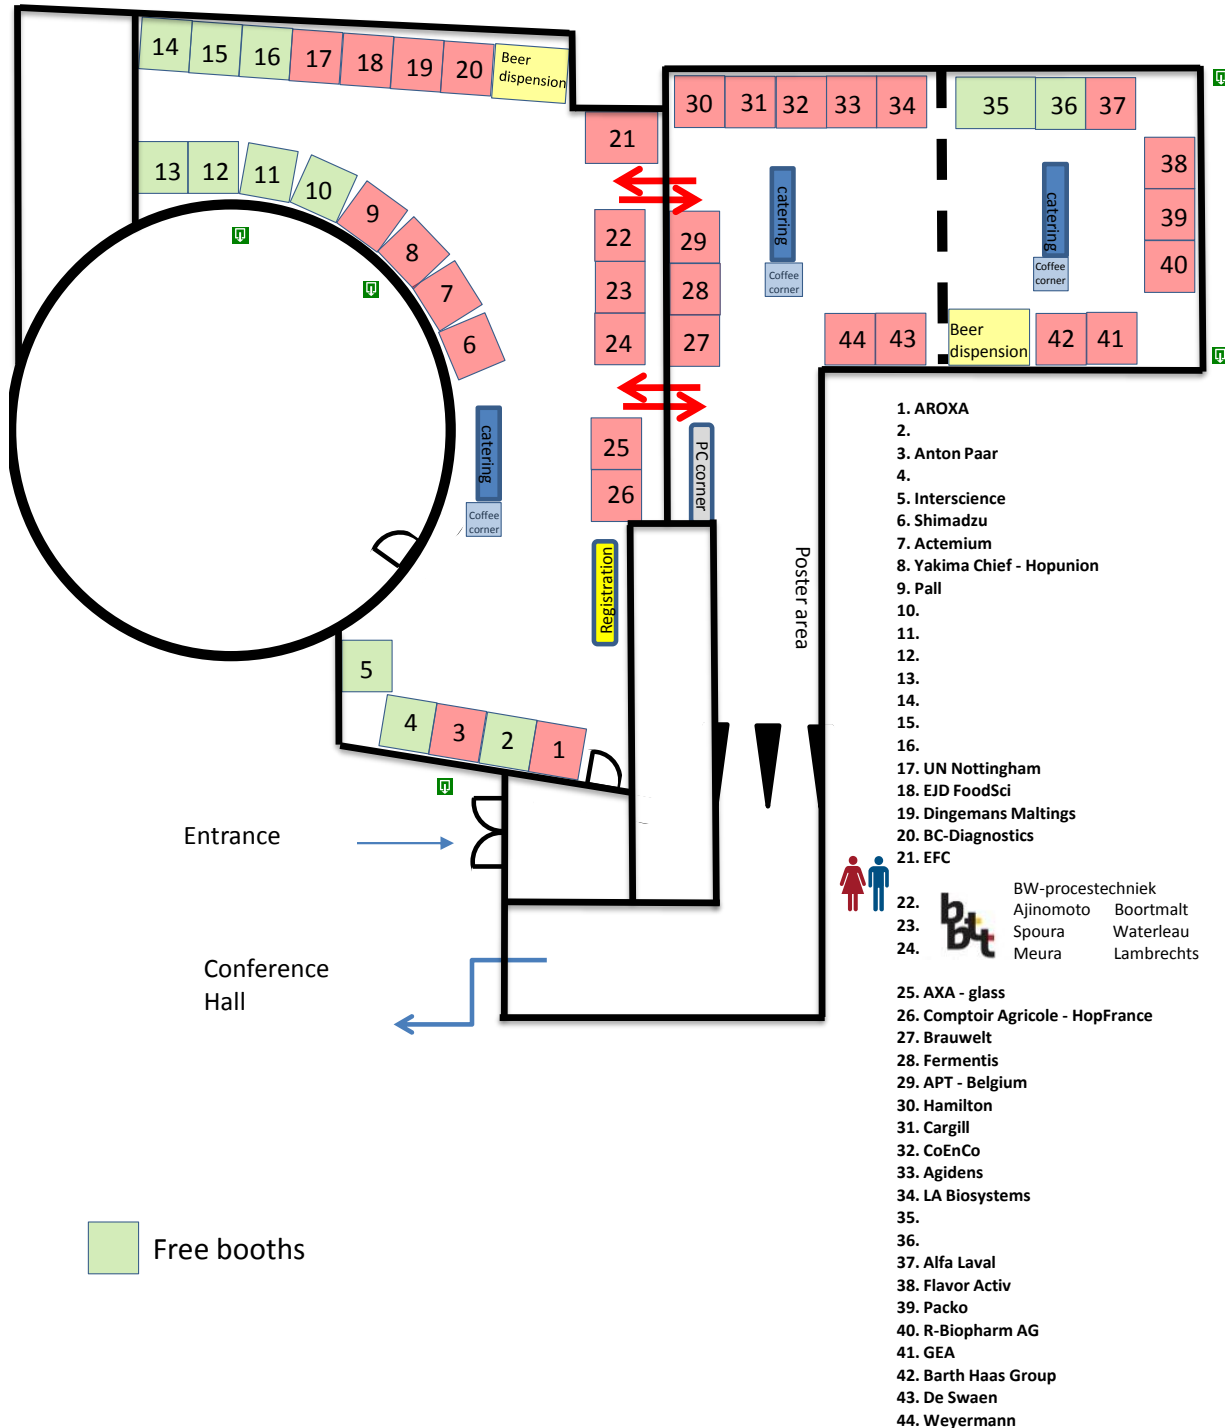 14 15 16 17 18 19 20 Beer
dispension
21
30 31 32 33 34
35 36 37
38
39
40
13 12 11 10 9 8 7 6
22
23
24
29
28
27
catering
Coffee
corner
catering
Coffee
corner
44 43
Beer
dispension
42 41
catering
Coffee
corner
25
26
PC corner
Registration
Poster area
5
4 3 2 1
Entrance
Conference
Hall
Free booths
1. AROXA
2.
3. Anton Paar
4.
5. Interscience
6. Shimadzu
7. Actemium
8. Yakima Chief - Hopunion
9. Pall
10.
11.
12.
13.
14.
15.
16.
17. UN Nottingham
18. EJD FoodSci
19. Dingemans Maltings
20. BC-Diagnostics
21. EFC
22.
23.
24.
bbtt
BW-procestechniek
Ajinomoto Boortmalt
Spoura Waterleau
Meura Lambrechts
25. AXA - glass
26. Comptoir Agricole - HopFrance
27. Brauwelt
28. Fermentis
29. APT - Belgium
30. Hamilton
31. Cargill
32. CoEnCo
33. Agidens
34. LA Biosystems
35.
36.
37. Alfa Laval
38. Flavor Activ
39. Packo
40. R-Biopharm AG
41. GEA
42. Barth Haas Group
43. De Swaen
44. Weyermann